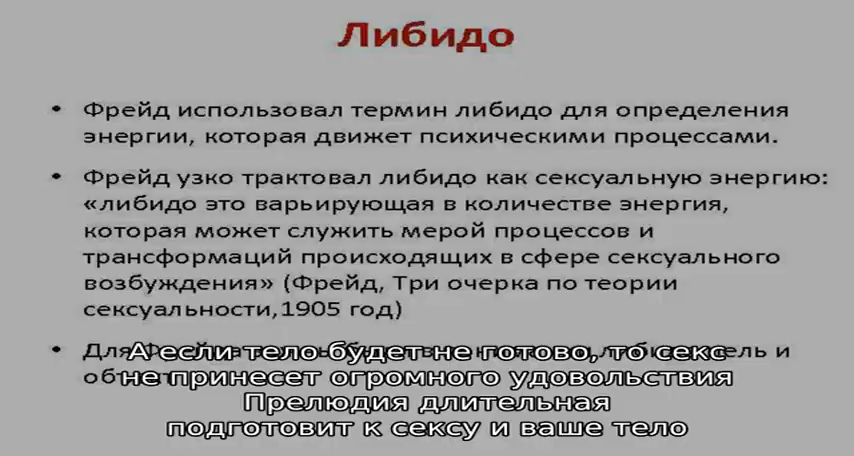 Либидо
• Фрейд использовал термин либидо для определения
энергии, которая движет психическими процессами.
• Фрейд узко трактовал либидо как сексуальную энергию:
«либидо это варьирующая в количестве энергия,
которая может служить мерой процессов и
трансформаций происходящих в сфере сексуального
возбуждения» (Фрейд, Три очерка по теории
сексуальности,1905 год)
А если тело будет не готово, то секс
не принесет огромного удовольствия
Прелюдия длительная
подготовит к сексу и ваше тело